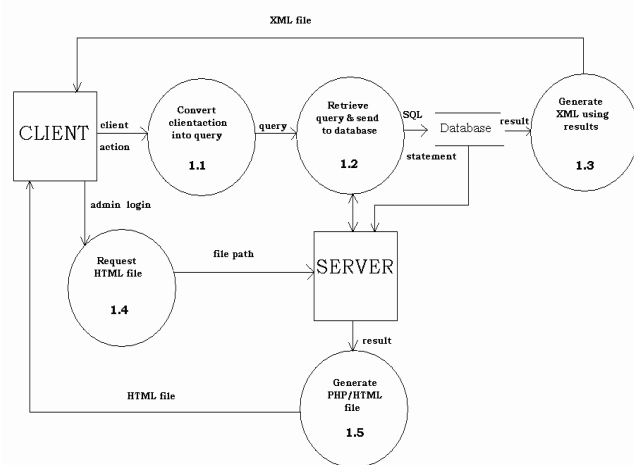 XML file
CLIENT
client
action
Convert
clientaction
into query
1.1
query
Retrieve
query & send
to database
1.2
SQL
statement
Database
result
Generate
XML using
results
1.3
admin login
Request
HTML file
1.4
file path
SERVER
result
Generate
PHP/HTML
file
1.5
HTML file